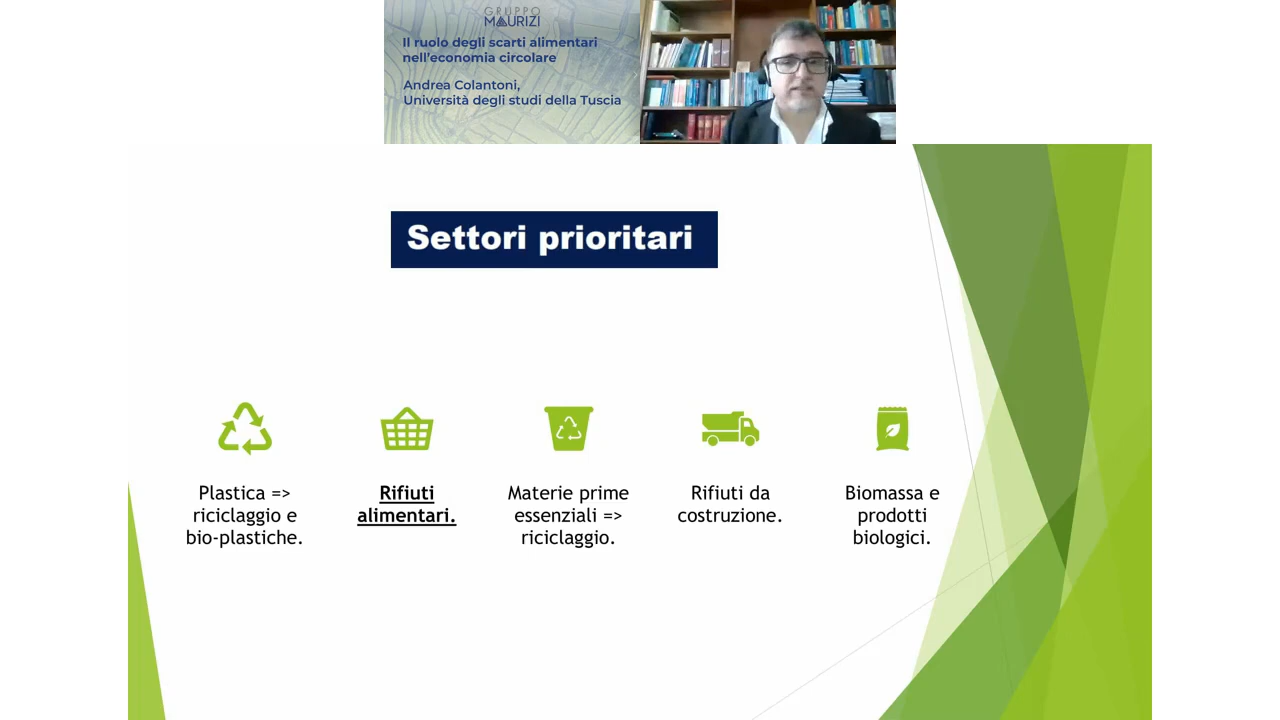 GRUPPO
MAURIZI
Il ruolo degli scarti alimentari
nell'economia circolare
Andrea Colantoni,
Università degli studi della Tuscia
Settori prioritari
Plastica =>
riciclaggio e
bio-plastiche.
Rifiuti
alimentari.
Materie prime
essenziali =>
riciclaggio.
Rifiuti da
costruzione.
Biomassa e
prodotti
biologici.